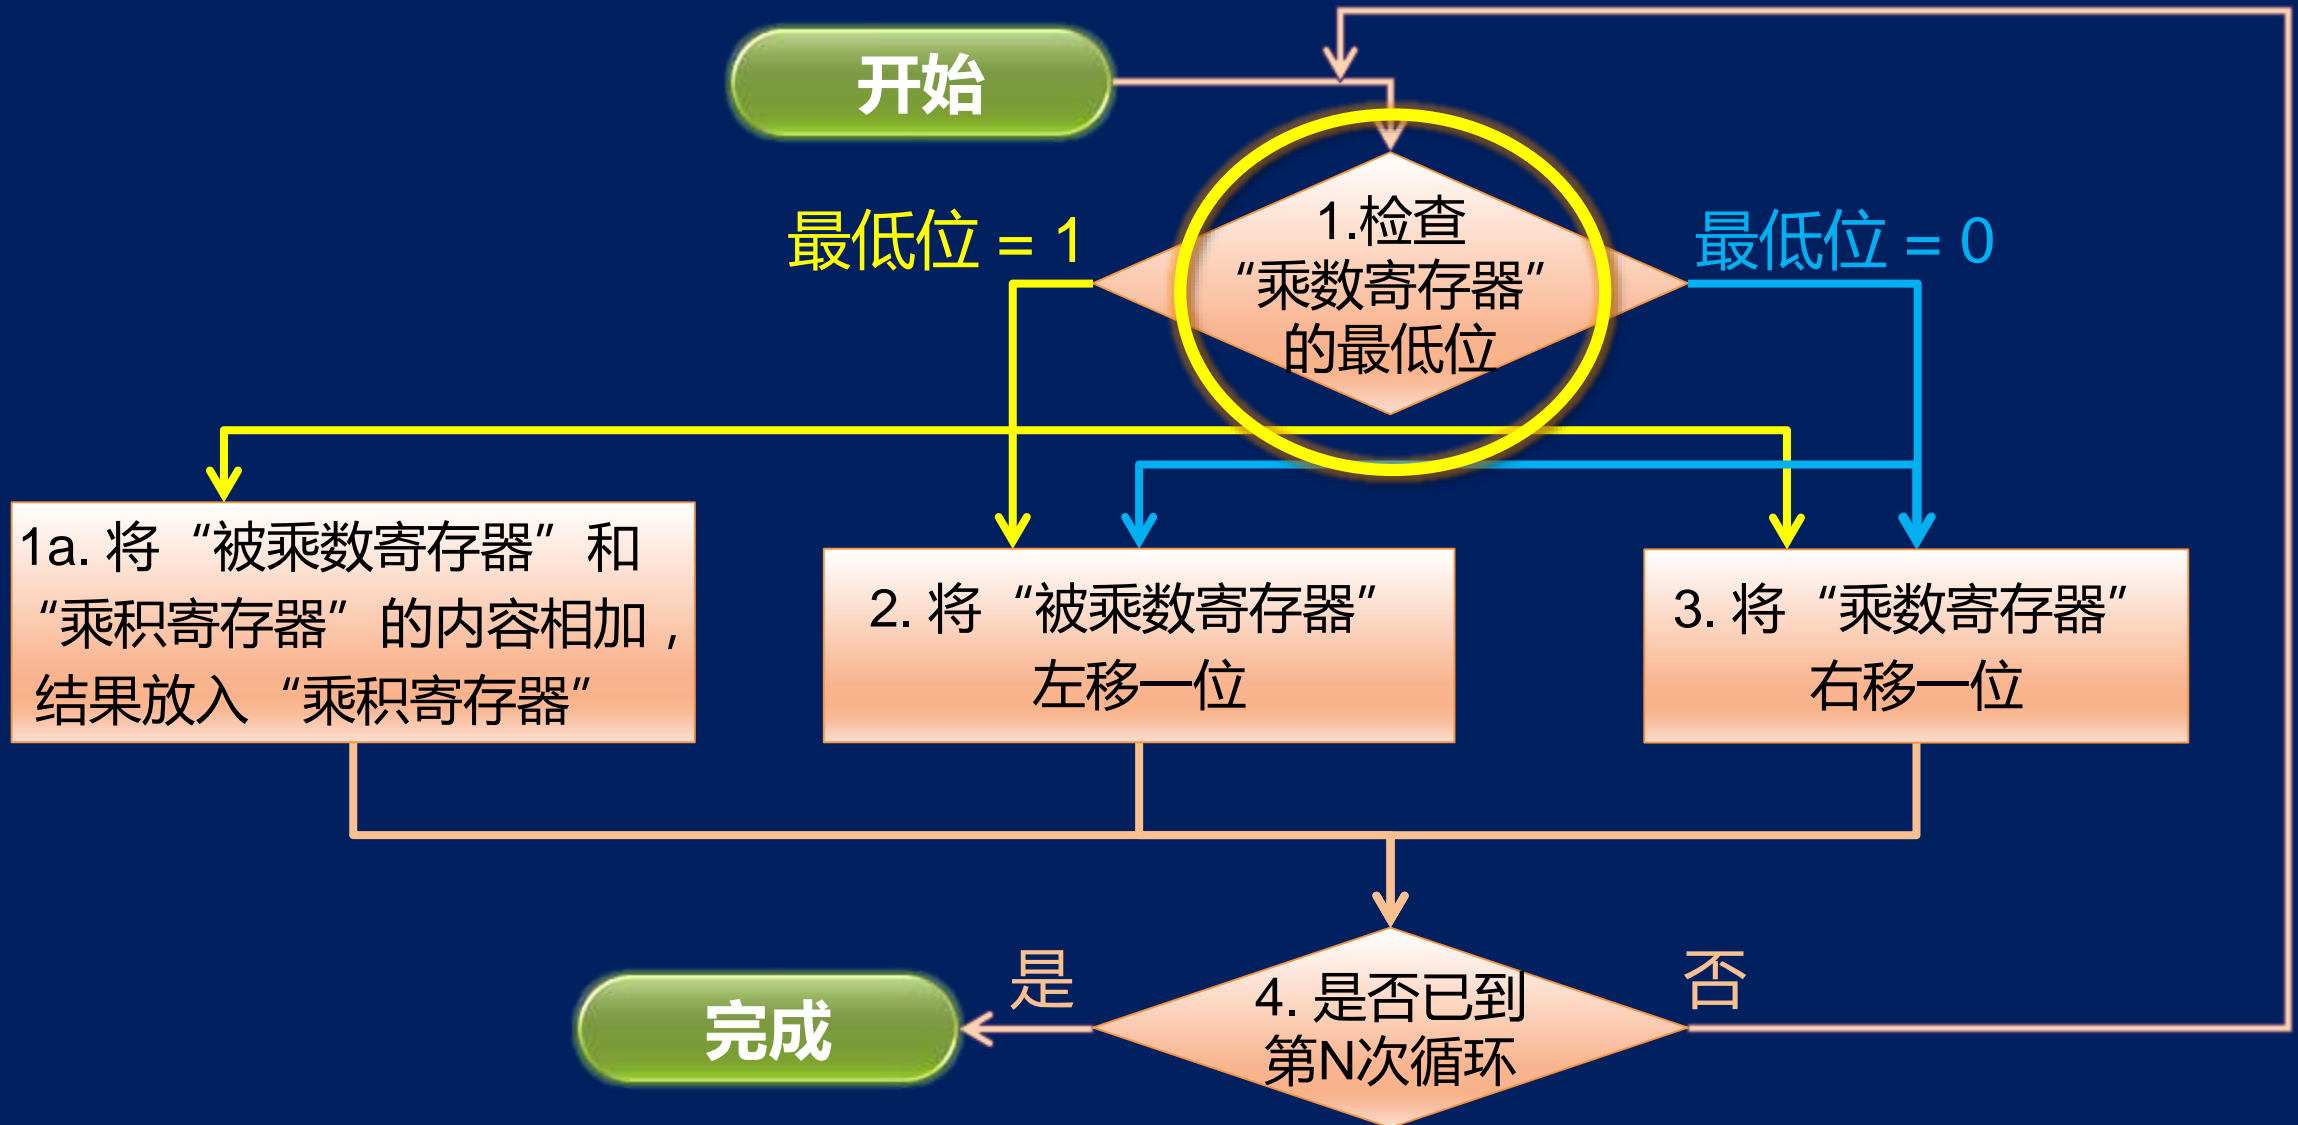 开始
最低位 = 1
1.检查
“乘数寄存器”
的最低位
最低位 = 0
1a. 将“被乘数寄存器”和
“乘积寄存器”的内容相加，
结果放入“乘积寄存器”
2. 将“被乘数寄存器”
左移一位
3. 将“乘数寄存器”
右移一位
是
4. 是否已到
第N次循环
否
完成